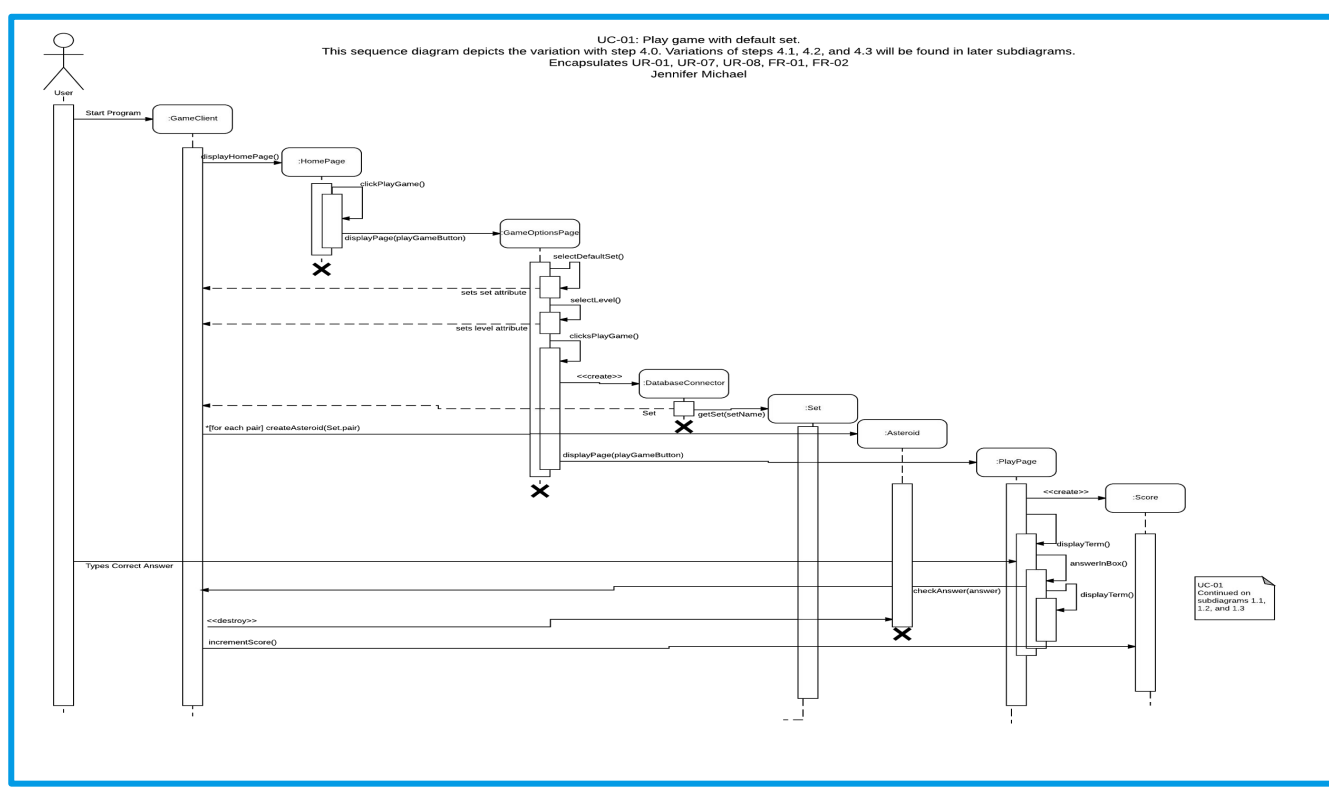 UC-01: Play game with default set.
This sequence diagram depicts the variation with step 4.0. Variations of steps 4.1, 4.2, and 4.3 will be found in later subdiagrams.
Encapsulates UR-01, UR-07, UR-08, FR-01, FR-02
Jennifer Michael
User
Start Program
:GameClient
displayHomePage()
:HomePage
clickPlayGame()
displayPage(playGameButton)
:GameOptionsPage
selectDefaultSet()
sets set attribute
selectLevel()
sets level attribute
clicksPlayGame()
<<create>>
:DatabaseConnector
Set
getSet(setName)
:Set
*[for each pair] createAsteroid(Set.pair)
:Asteroid
displayPage(playGameButton)
:PlayPage
<<create>>
:Score
displayTerm()
Types Correct Answer
answerInBox()
checkAnswer(answer)
displayTerm()
UC-01
Continued on
subdiagrams 1.1,
1.2, and 1.3
<<destroy>>
incrementScore()